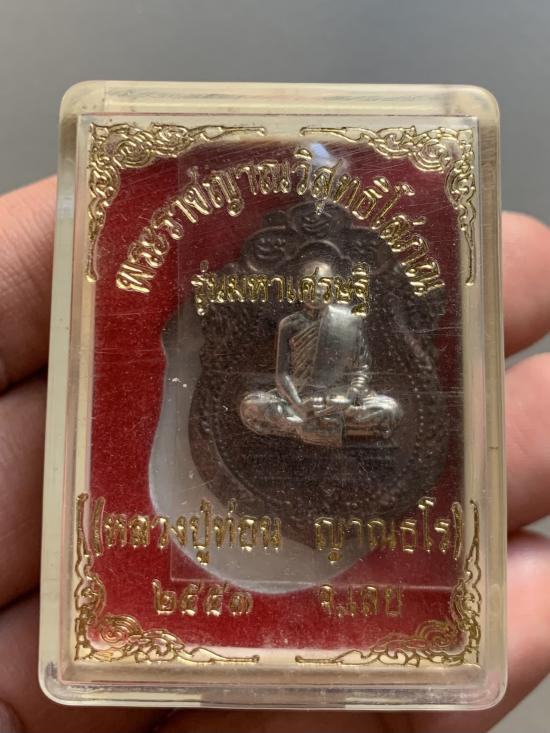 พระราชญาณวิสุทธิโสภณ
รุ่นมหาเศรษฐี
(หลวงปู่ท่อน ญาณธโร)
๒๕๕๓ จ.เลย